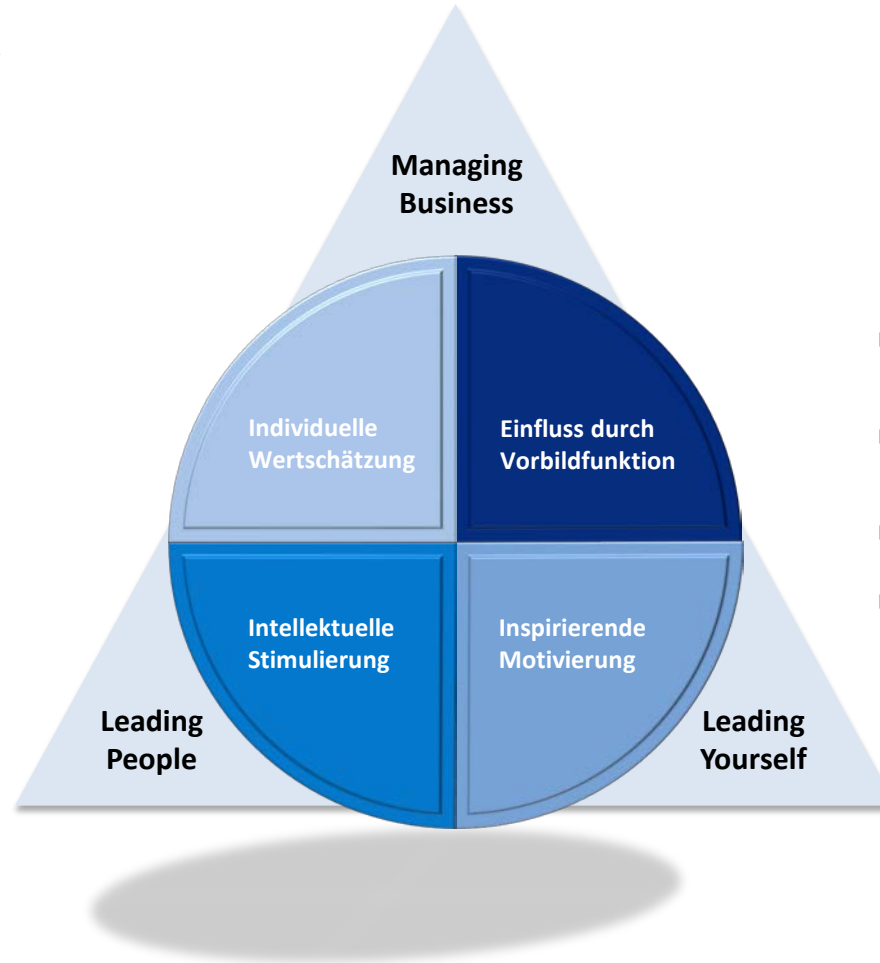 Managing
Business
Individuelle
Wertschätzung
Einfluss durch
Vorbildfunktion
Intellektuelle
Stimulierung
Inspirierende
Motivierung
Leading
People
Leading
Yourself